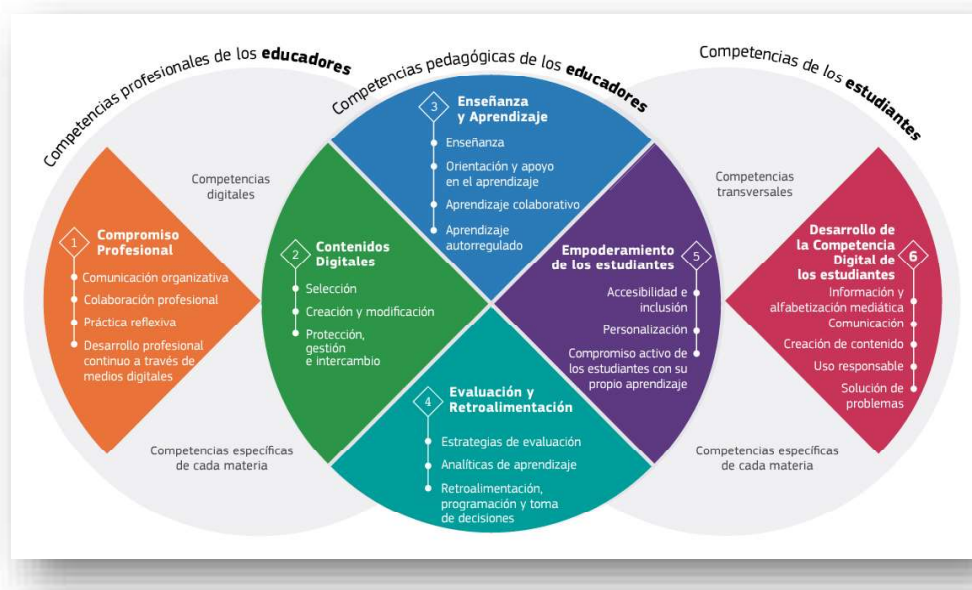 Competencias profesionales de los educadores
Competencias pedagógicas de los educadores
Competencias de los estudiantes
Competencias
digitales
Competencias
transversales
1
Compromiso
Profesional
Comunicación organizativa
Colaboración profesional
Práctica reflexiva
Desarrollo profesional
continuo a través de
medios digitales
2
Contenidos
Digitales
Selección
Creación y modificación
Protección,
gestión
e intercambio
3
Enseñanza
y Aprendizaje
Enseñanza
Orientación y apoyo
en el aprendizaje
Aprendizaje colaborativo
Aprendizaje
autorregulado
4
Evaluación y
Retroalimentación
Estrategias de evaluación
Analíticas de aprendizaje
Retroalimentación,
programación y toma
de decisiones
Empoderamiento
de los estudiantes
5
Accesibilidad e
inclusión
Personalización
Compromiso activo de
los estudiantes con su
propio aprendizaje
Desarrollo de
la Competencia
Digital de
los estudiantes
6
Información y
alfabetización mediática
Comunicación
Creación de contenido
Uso responsable
Solución de
problemas
Competencias específicas
de cada materia
Competencias específicas
de cada materia